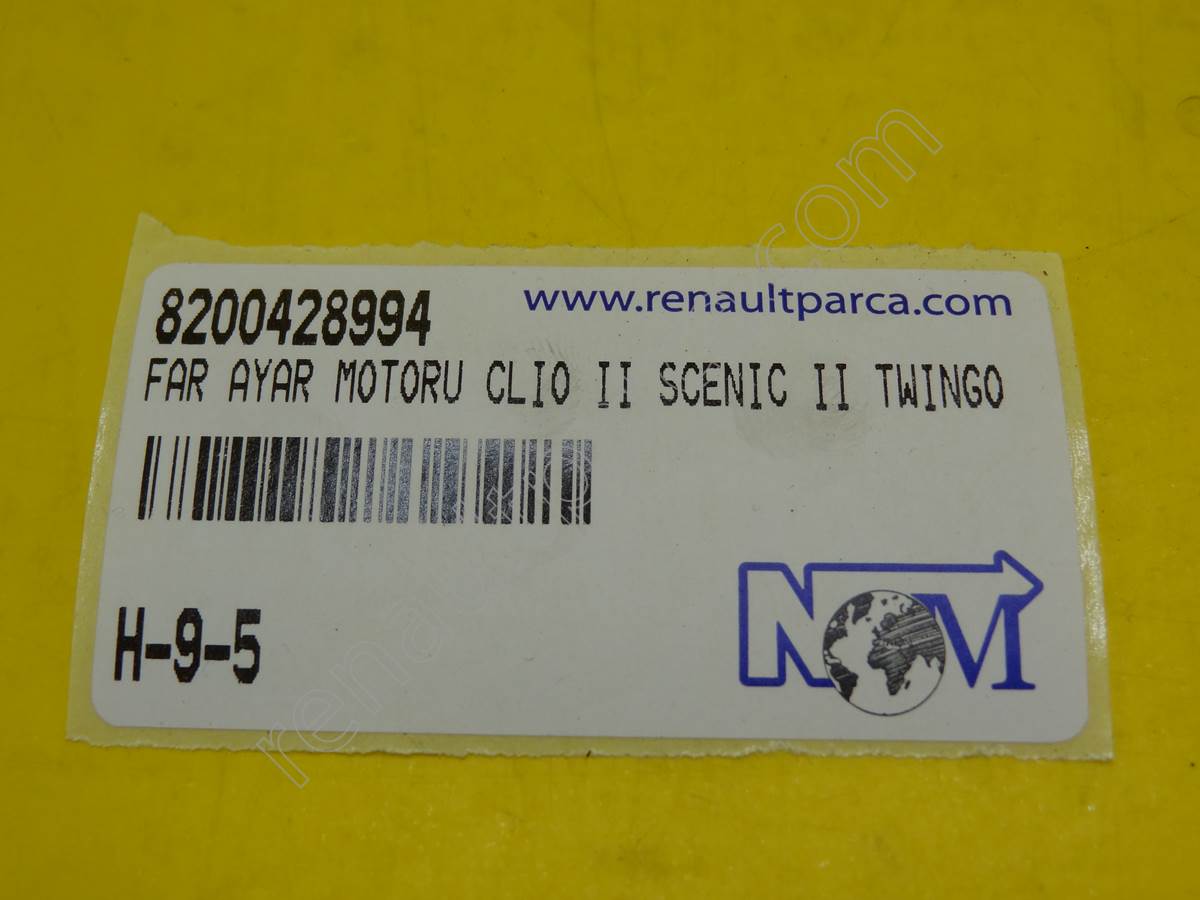 8200428994
www.renaultparca.com
FAR AYAR MOTORU CLIO II SCENIC II TWINGO
H-9-5
NOM